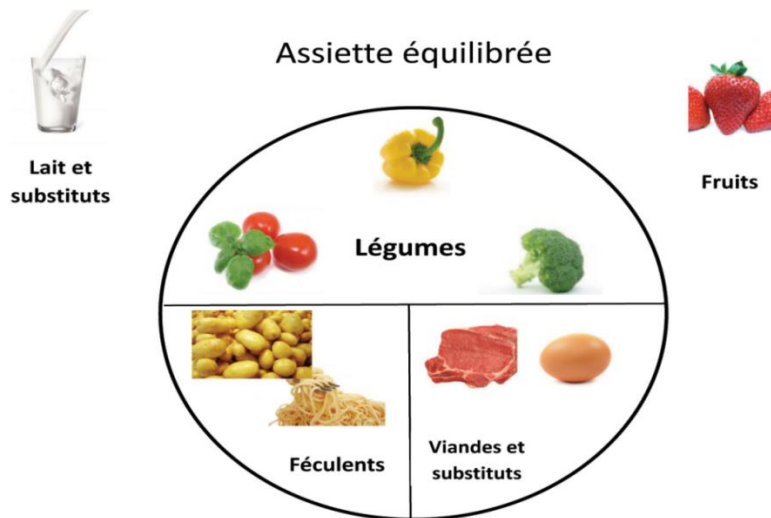 Assiette équilibrée
Lait et
substituts
Fruits
Légumes
Féculents
Viandes et
substituts